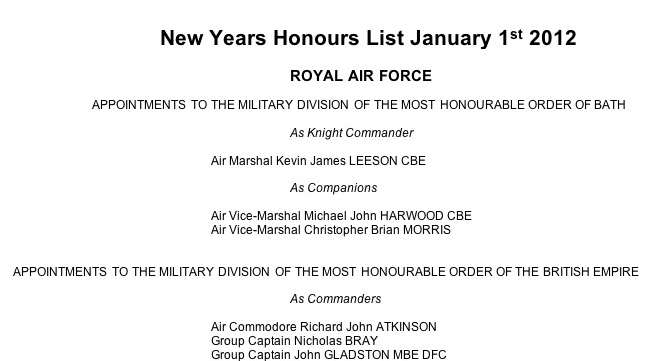 New Years Honours List January 1st 2012
ROYAL AIR FORCE
APPOINTMENTS TO THE MILITARY DIVISION OF THE MOST HONOURABLE ORDER OF BATH
As Knight Commander
Air Marshal Kevin James LEESON CBE
As Companions
Air Vice-Marshal Michael John HARWOOD CBE
Air Vice-Marshal Christopher Brian MORRIS
APPOINTMENTS TO THE MILITARY DIVISION OF THE MOST HONOURABLE ORDER OF THE BRITISH EMPIRE
As Commanders
Air Commodore Richard John ATKINSON
Group Captain Nicholas BRAY
Group Captain John GLADSTON MBE DFC